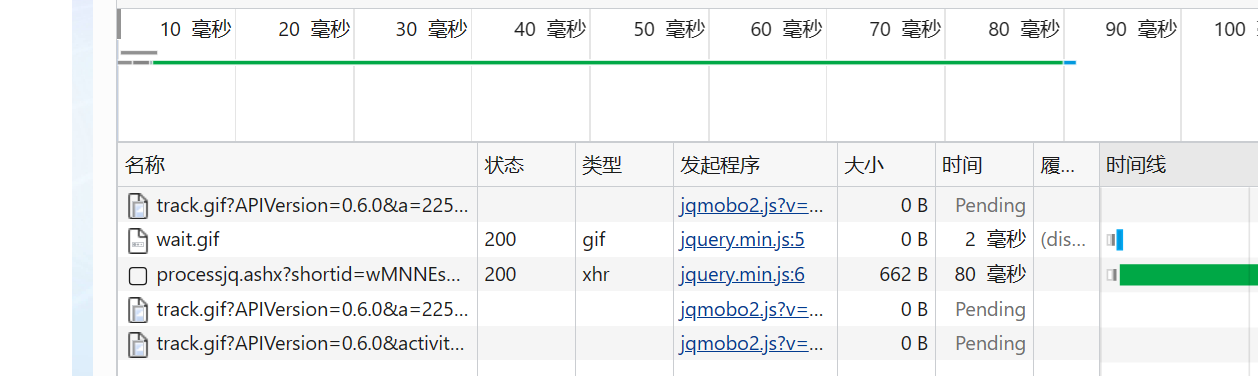 10 毫秒 20 毫秒 30 毫秒 40 毫秒 50 毫秒 60 毫秒 70 毫秒 80 毫秒 90 毫秒 100
名称 状态 类型 发起程序 大小 时间 履... 时间线
track.gif?APIVersion=0.6.0&a=225... jqmobo2.js?v=... 0 B Pending
wait.gif 200 gif jquery.min.js:5 0 B 2 毫秒 (dis...
processjq.ashx?shortid=wMNNEs... 200 xhr jquery.min.js:6 662 B 80 毫秒
track.gif?APIVersion=0.6.0&a=225... jqmobo2.js?v=... 0 B Pending
track.gif?APIVersion=0.6.0&activit... jqmobo2.js?v=... 0 B Pending